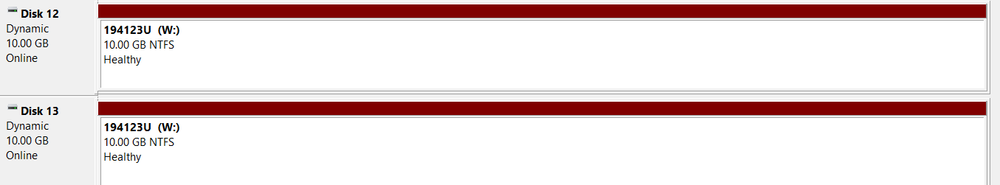 Disk 12
Dynamic
10.00 GB
Online
194123U (W:)
10.00 GB NTFS
Healthy
Disk 13
Dynamic
10.00 GB
Online
194123U (W:)
10.00 GB NTFS
Healthy